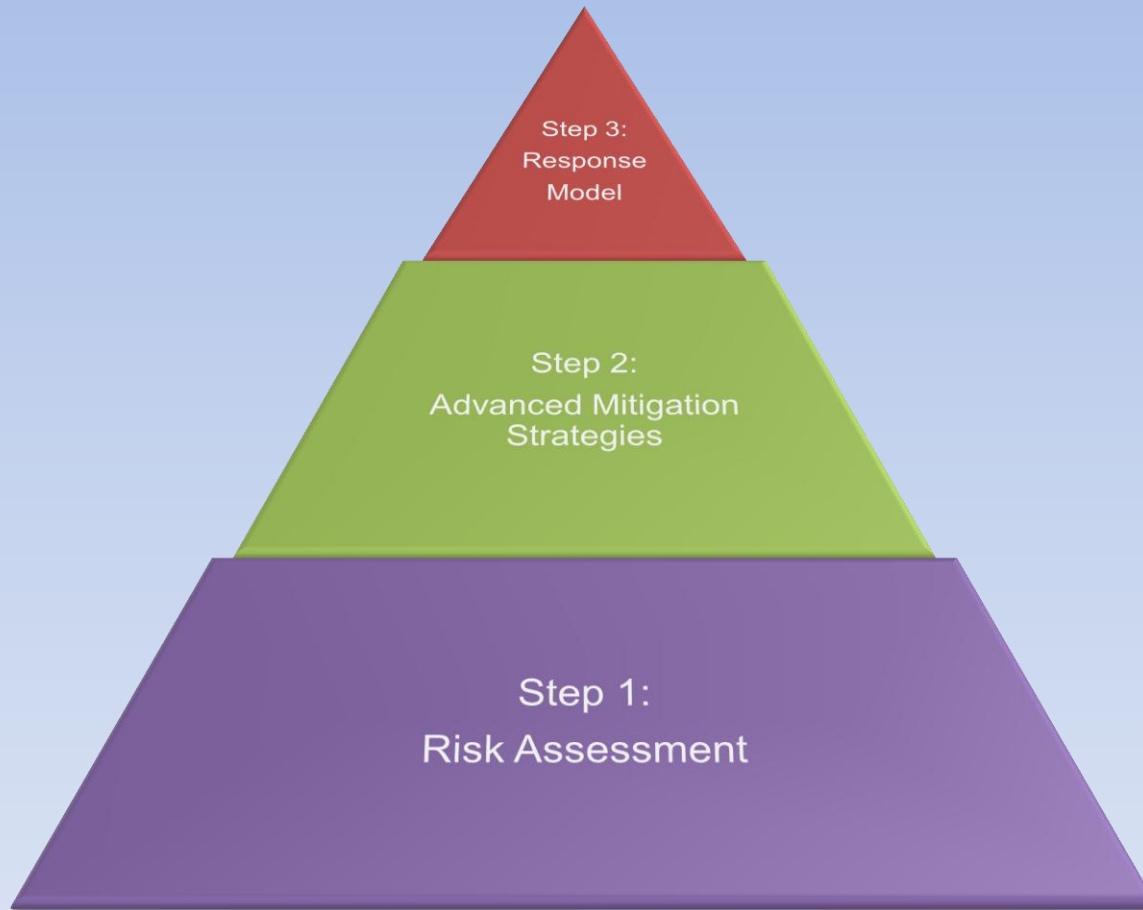 Step 3:
Response
Model
Step 2:
Advanced Mitigation
Strategies
Step 1:
Risk Assessment